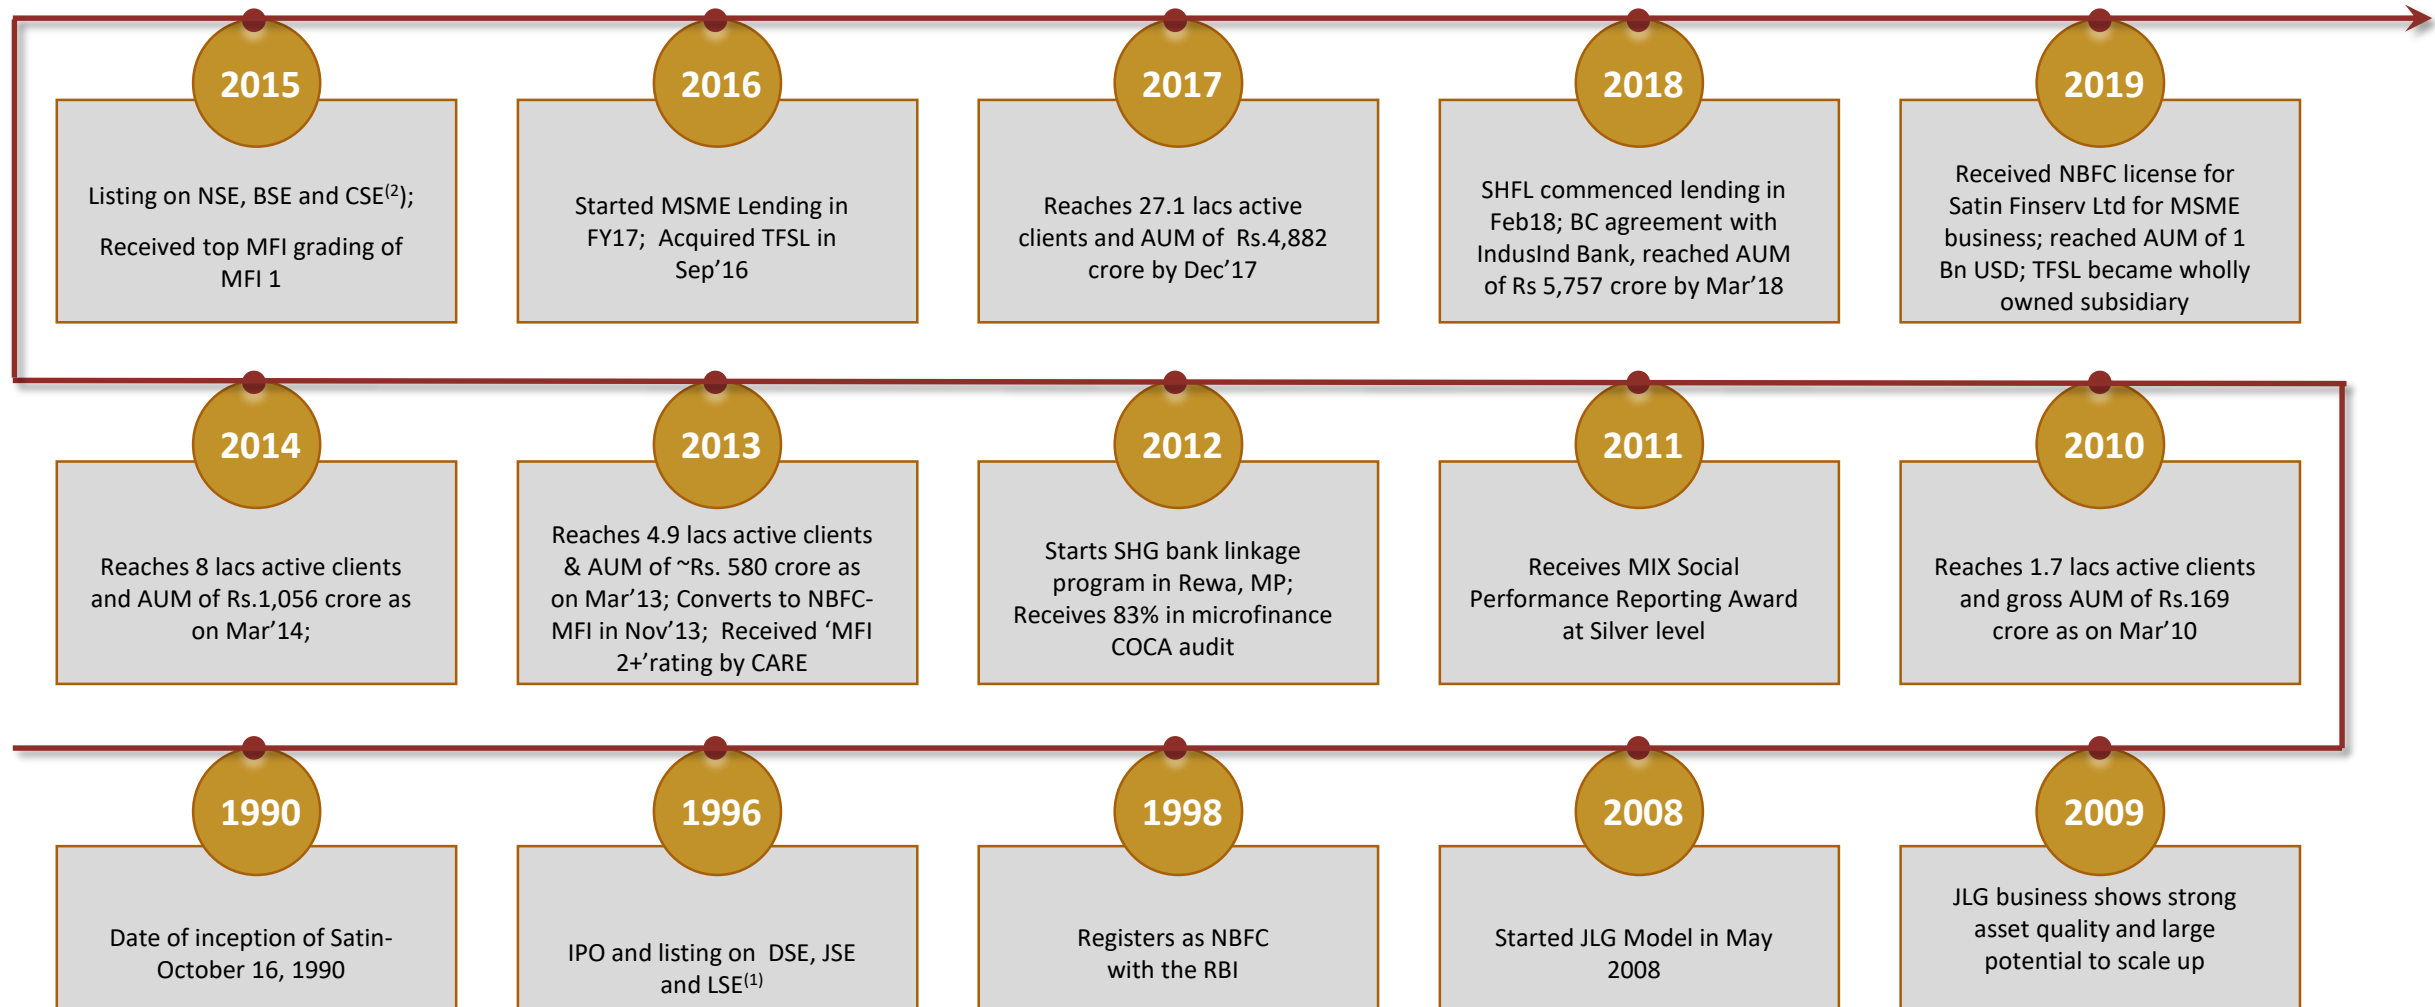 2015
Listing on NSE, BSE and CSE(2);
Received top MFI grading of
MFI 1
2016
Started MSME Lending in
FY17; Acquired TFSL in
Sep’16
2017
Reaches 27.1 lacs active
clients and AUM of Rs.4,882
crore by Dec’17
2018
SHFL commenced lending in
Feb18; BC agreement with
IndusInd Bank, reached AUM
of Rs 5,757 crore by Mar’18
2019
Received NBFC license for
Satin Finserv Ltd for MSME
business; reached AUM of 1
Bn USD; TFSL became wholly
owned subsidiary
2014
Reaches 8 lacs active clients
and AUM of Rs.1,056 crore as
on Mar’14;
2013
Reaches 4.9 lacs active clients
& AUM of ~Rs. 580 crore as
on Mar’13; Converts to NBFC-
MFI in Nov’13; Received ‘MFI
2+’rating by CARE
2012
Starts SHG bank linkage
program in Rewa, MP;
Receives 83% in microfinance
COCA audit
2011
Receives MIX Social
Performance Reporting Award
at Silver level
2010
Reaches 1.7 lacs active clients
and gross AUM of Rs.169
crore as on Mar’10
1990
Date of inception of Satin-
October 16, 1990
1996
IPO and listing on DSE, JSE
and LSE(1)
1998
Registers as NBFC
with the RBI
2008
Started JLG Model in May
2008
2009
JLG business shows strong
asset quality and large
potential to scale up